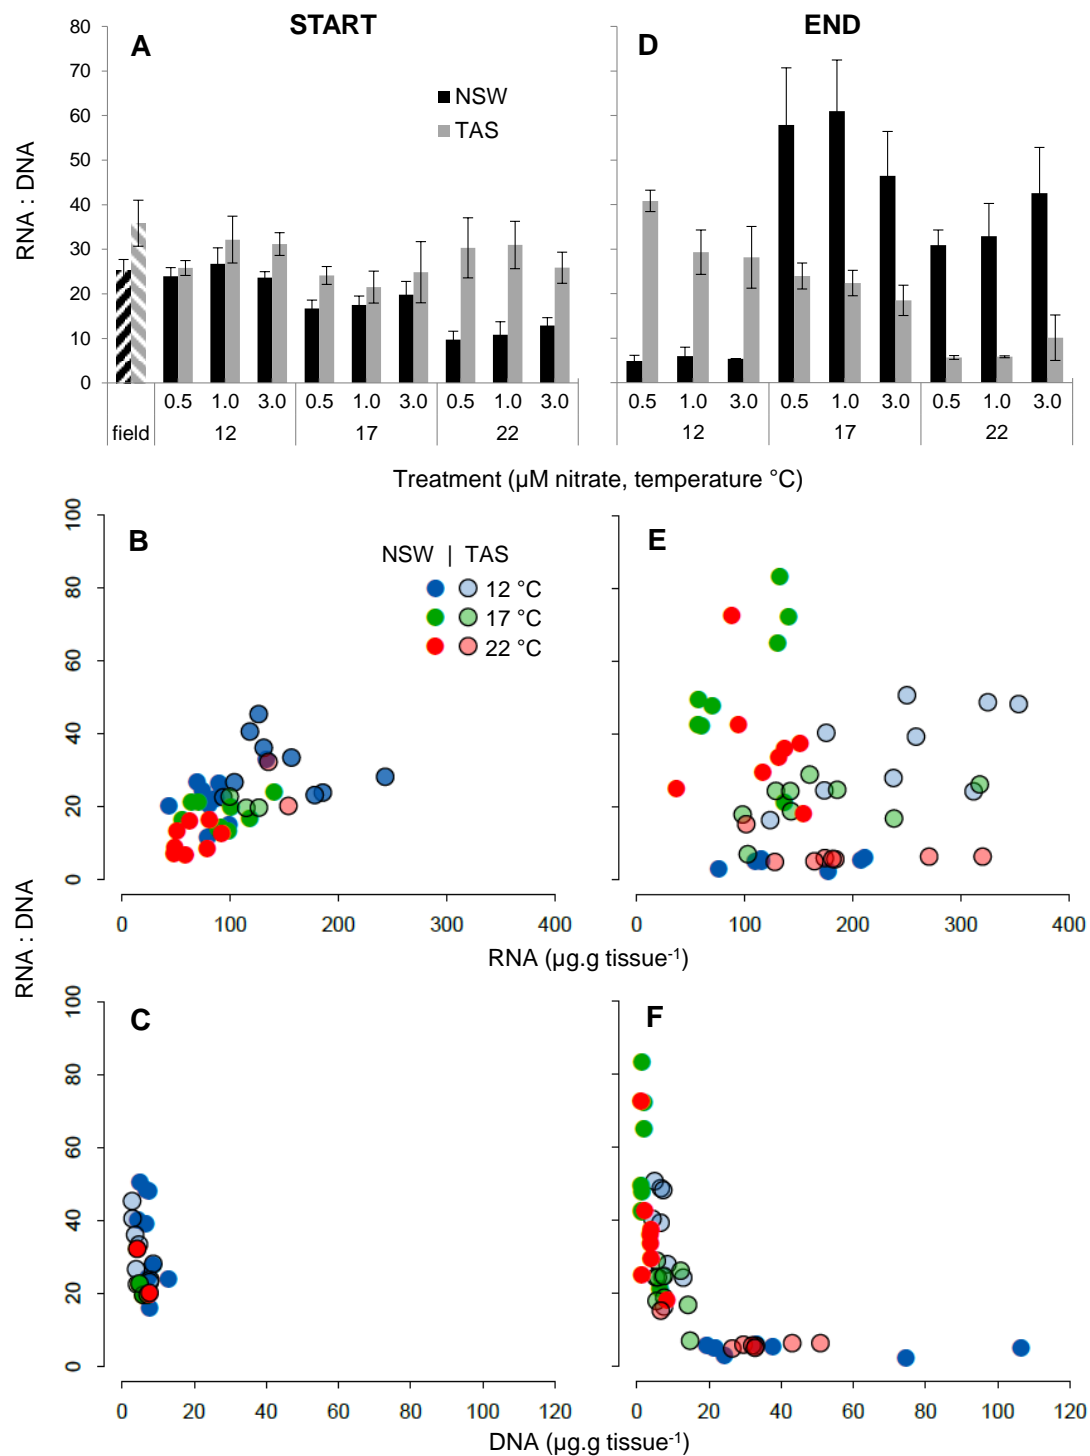 START END
A D
80
70
60
50
40
30
20
10
0
RNA : DNA
NSW
TAS
0.5 1.0 3.0 0.5 1.0 3.0 0.5 1.0 3.0 0.5 1.0 3.0 0.5 1.0 3.0 0.5 1.0 3.0
field 12 17 22 12 17 22
Treatment (µM nitrate, temperature °C)
B E
NSW | TAS
12 °C
17 °C
22 °C
100
80
60
40
20
0
0 100 200 300 400 0 100 200 300 400
RNA (µg.g tissue-1)
RNA : DNA
C F
100
80
60
40
20
0
0 20 40 60 80 100 120 0 20 40 60 80 100 120
DNA (µg.g tissue-1)